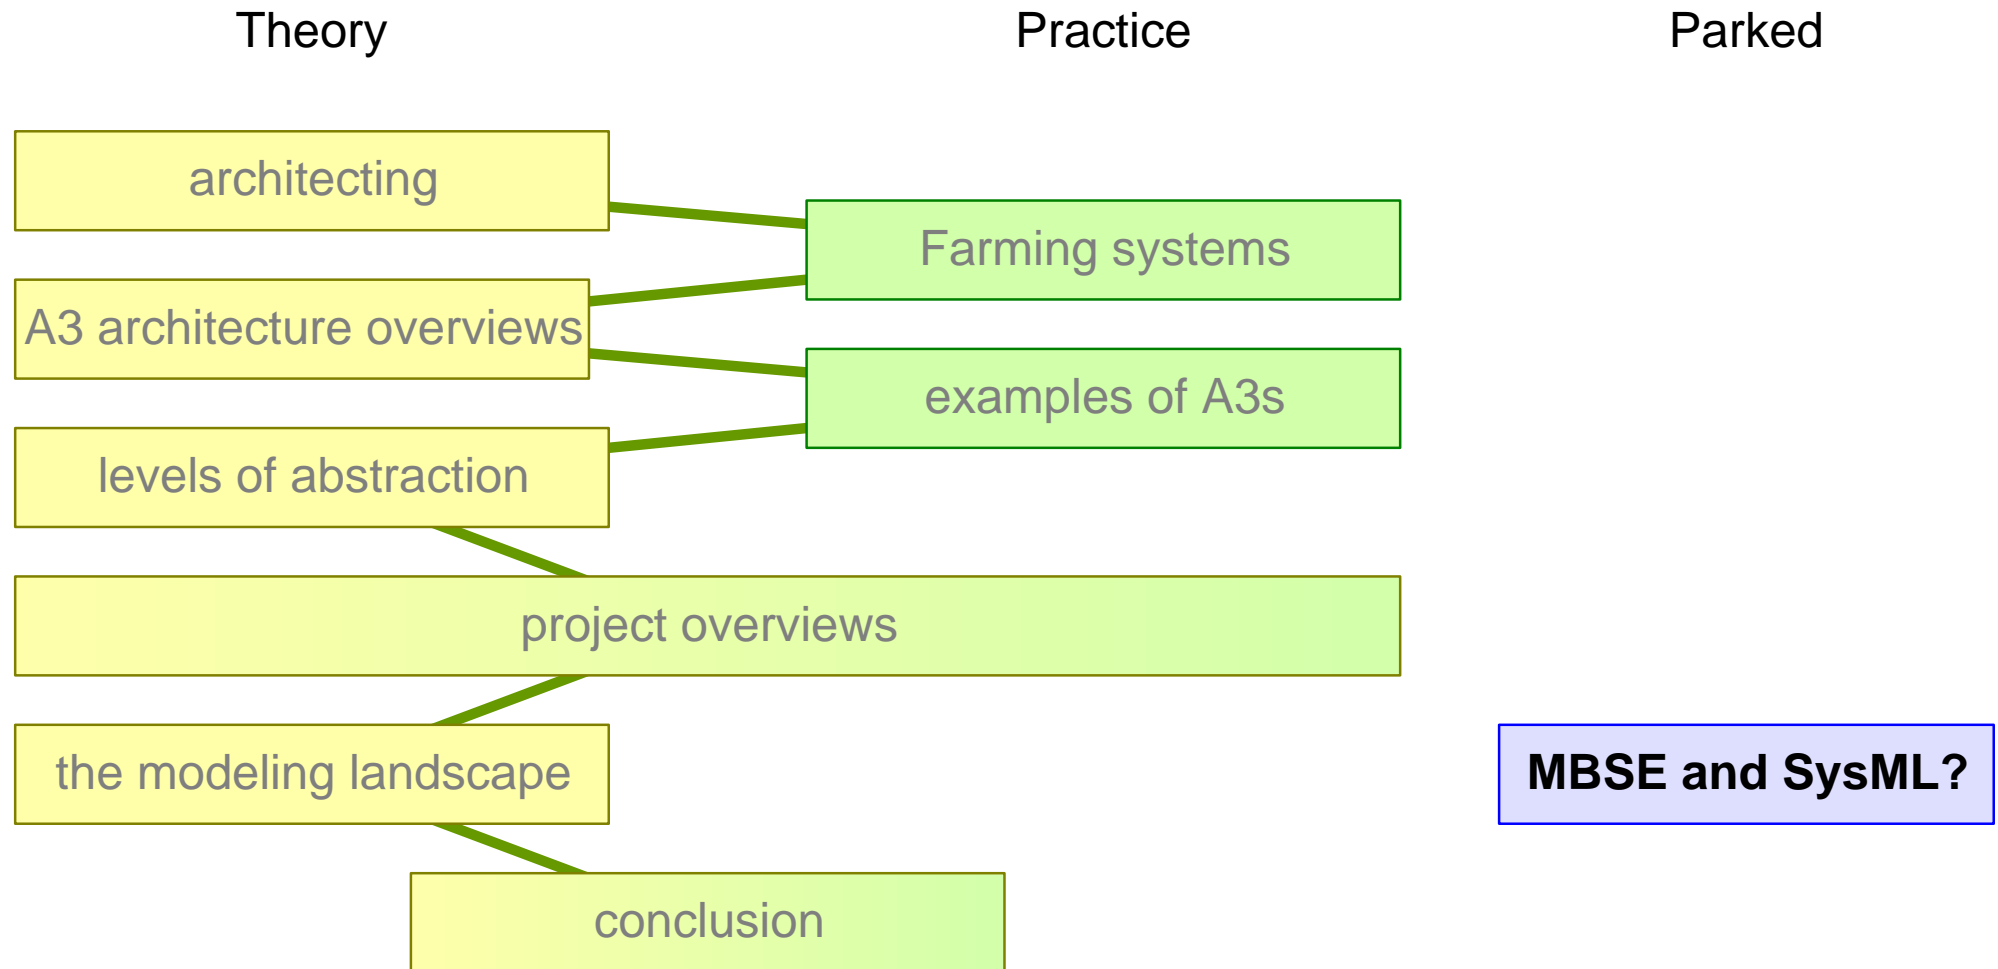 Theory
Practice
Parked
architecting
Farming systems
A3 architecture overviews
examples of A3s
levels of abstraction
project overviews
the modeling landscape
MBSE and SysML?
conclusion